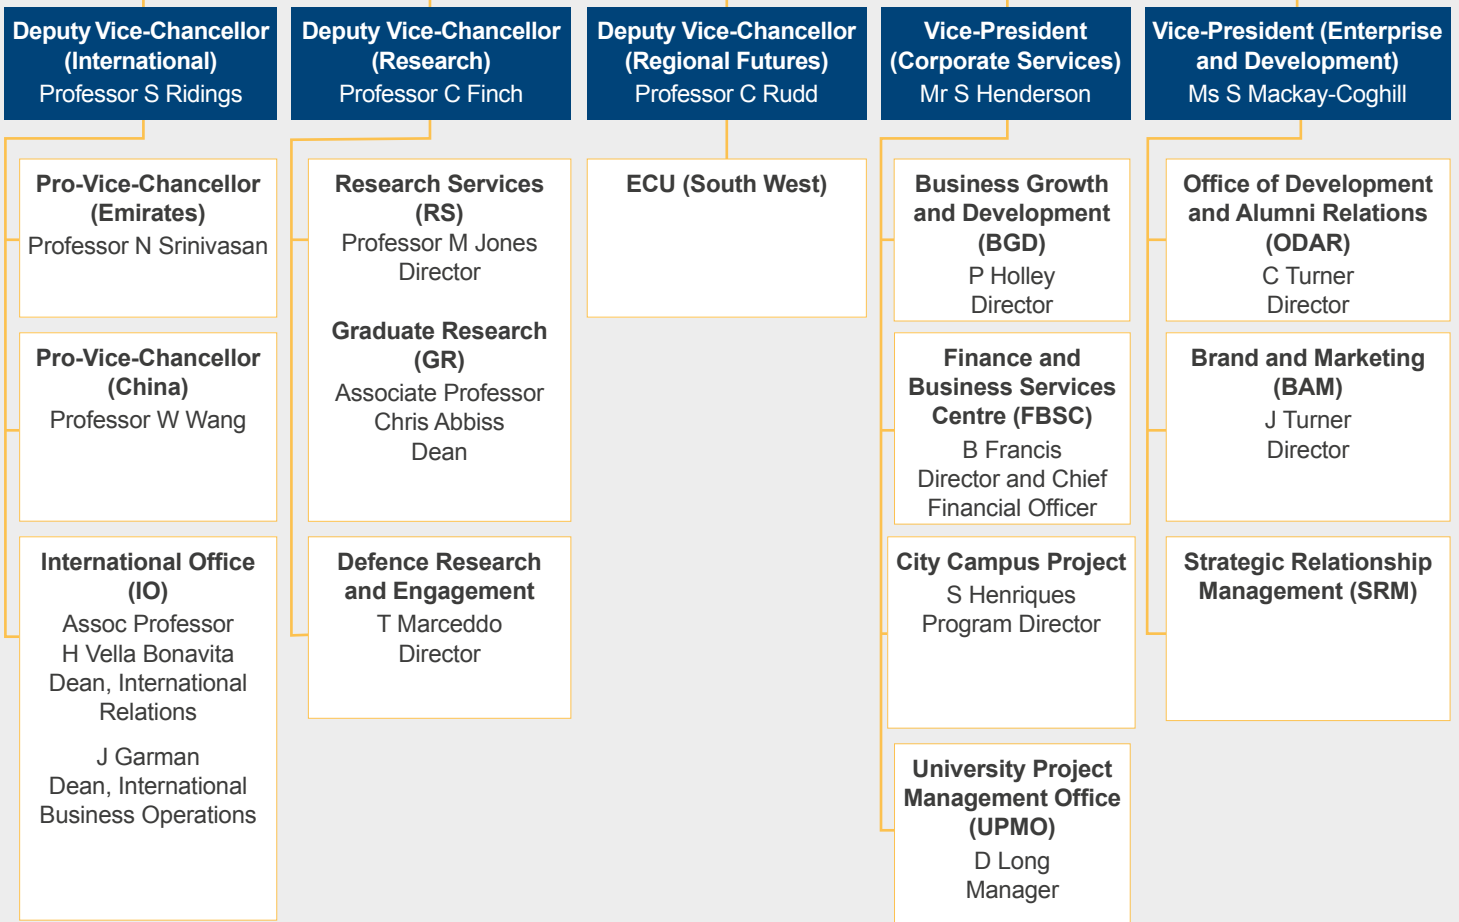 Deputy Vice-Chancellor
(International)
Professor S Ridings
Pro-Vice-Chancellor
(Emirates)
Professor N Srinivasan
Pro-Vice-Chancellor
(China)
Professor W Wang
International Office
(IO)
Assoc Professor
H Vella Bonavita
Dean, International
Relations
J Garman
Dean, International
Business Operations
Deputy Vice-Chancellor
(Research)
Professor C Finch
Research Services
(RS)
Professor M Jones
Director
Graduate Research
(GR)
Associate Professor
Chris Abbiss
Dean
Defence Research
and Engagement
T Marceddo
Director
Deputy Vice-Chancellor
(Regional Futures)
Professor C Rudd
ECU (South West)
Vice-President
(Corporate Services)
Mr S Henderson
Business Growth
and Development
(BGD)
P Holley
Director
Finance and
Business Services
Centre (FBSC)
B Francis
Director and Chief
Financial Officer
City Campus Project
S Henriques
Program Director
University Project
Management Office
(UPMO)
D Long
Manager
Vice-President (Enterprise
and Development)
Ms S Mackay-Coghill
Office of Development
and Alumni Relations
(ODAR)
C Turner
Director
Brand and Marketing
(BAM)
J Turner
Director
Strategic Relationship
Management (SRM)